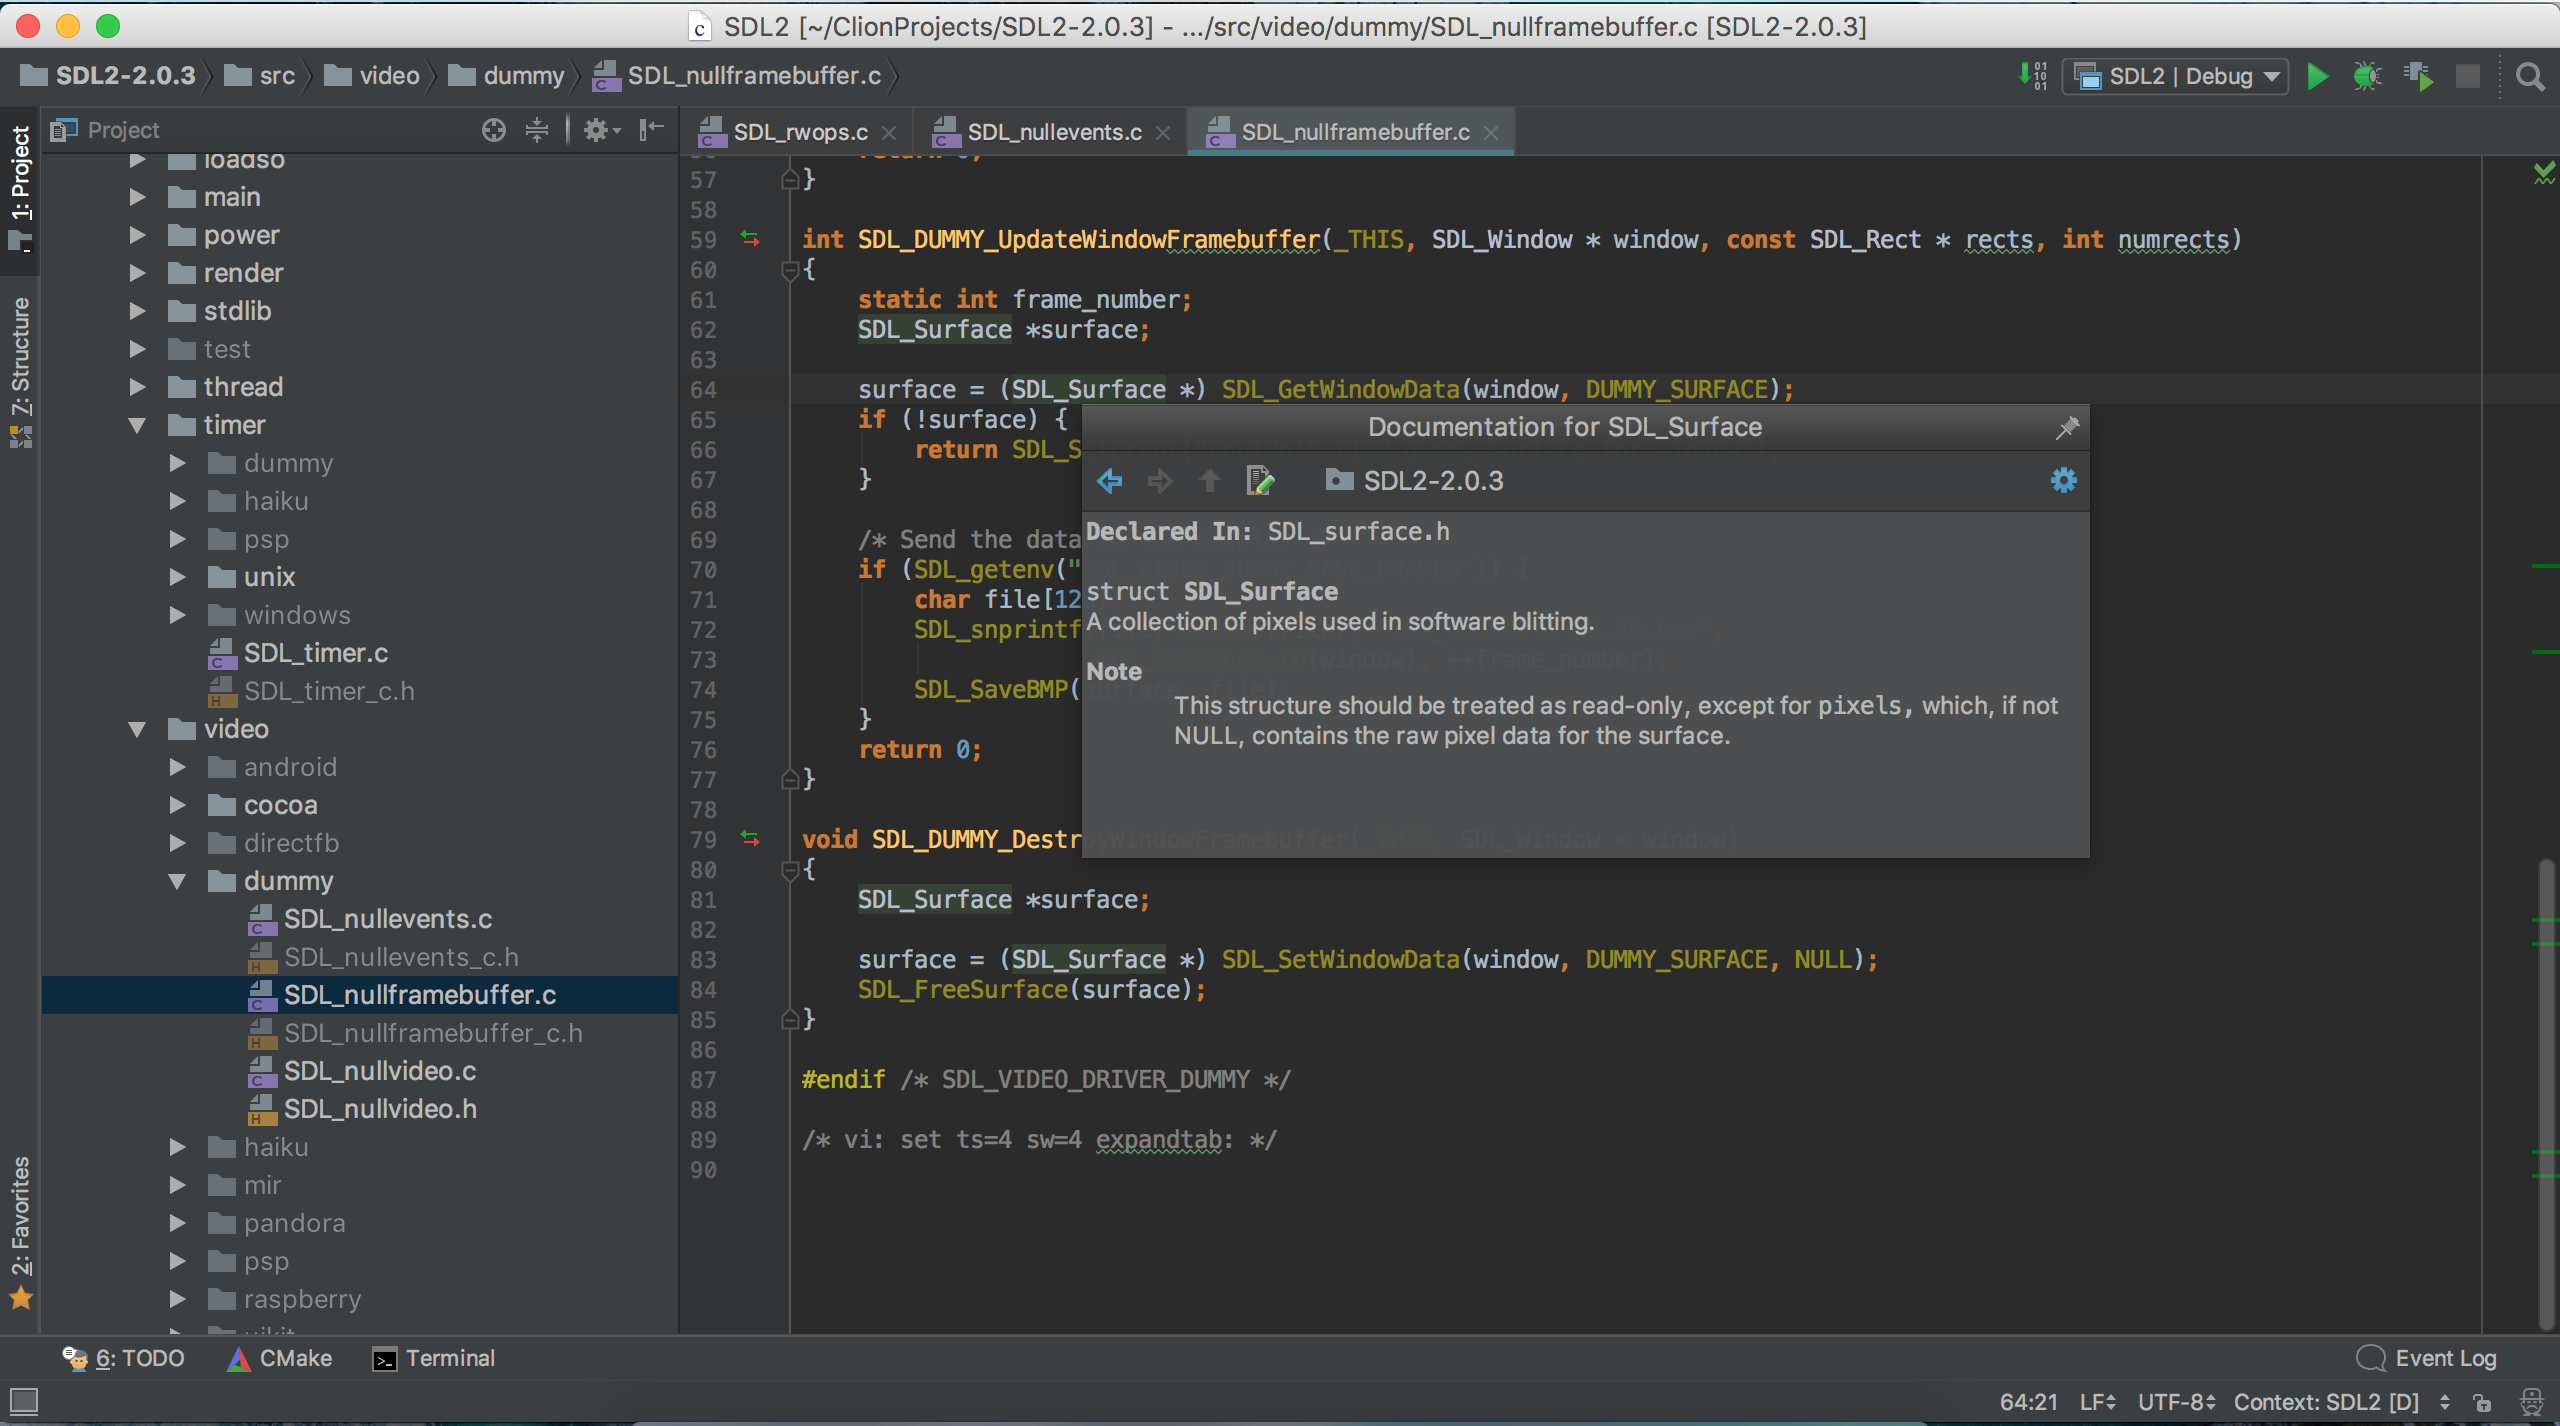 SDL2 [~/ClionProjects/SDL2-2.0.3] - .../src/video/dummy/SDL_nullframebuffer.c [SDL2-2.0.3]
SDL2-2.0.3 src video dummy SDL_nullframebuffer.c
SDL2 | Debug
1: Project
7: Structure
2: Favorites
Project
loadso
main
power
render
stdlib
test
thread
timer
dummy
haiku
psp
unix
windows
SDL_timer.c
SDL_timer_c.h
video
android
cocoa
directfb
dummy
SDL_nullevents.c
SDL_nullevents_c.h
SDL_nullframebuffer.c
SDL_nullframebuffer_c.h
SDL_nullvideo.c
SDL_nullvideo.h
haiku
mir
pandora
psp
raspberry
SDL_rwops.c SDL_nullevents.c SDL_nullframebuffer.c
57 }
58
59 int SDL_DUMMY_UpdateWindowFramebuffer(_THIS, SDL_Window * window, const SDL_Rect * rects, int numrects)
60 {
61 static int frame_number;
62 SDL_Surface *surface;
63
64 surface = (SDL_Surface *) SDL_GetWindowData(window, DUMMY_SURFACE);
65 if (!surface) {
66 return SDL_S
67 }
68
69 /* Send the data
70 if (SDL_getenv("
71 char file[12
72 SDL_snprintf
73 (window), ++frame_number);
74 SDL_SaveBMP(
75 }
76 return 0;
77 }
78
79 void SDL_DUMMY_DestroyWindowFramebuffer(_THIS, SDL_Window * window)
80 {
81 SDL_Surface *surface;
82
83 surface = (SDL_Surface *) SDL_SetWindowData(window, DUMMY_SURFACE, NULL);
84 SDL_FreeSurface(surface);
85 }
86
87 #endif /* SDL_VIDEO_DRIVER_DUMMY */
88
89 /* vi: set ts=4 sw=4 expandtab: */
90
Documentation for SDL_Surface
SDL2-2.0.3
Declared In: SDL_surface.h
struct SDL_Surface
A collection of pixels used in software blitting.
Note
This structure should be treated as read-only, except for pixels, which, if not
NULL, contains the raw pixel data for the surface.
6: TODO CMake Terminal Event Log
64:21 LF UTF-8 Context: SDL2 [D]